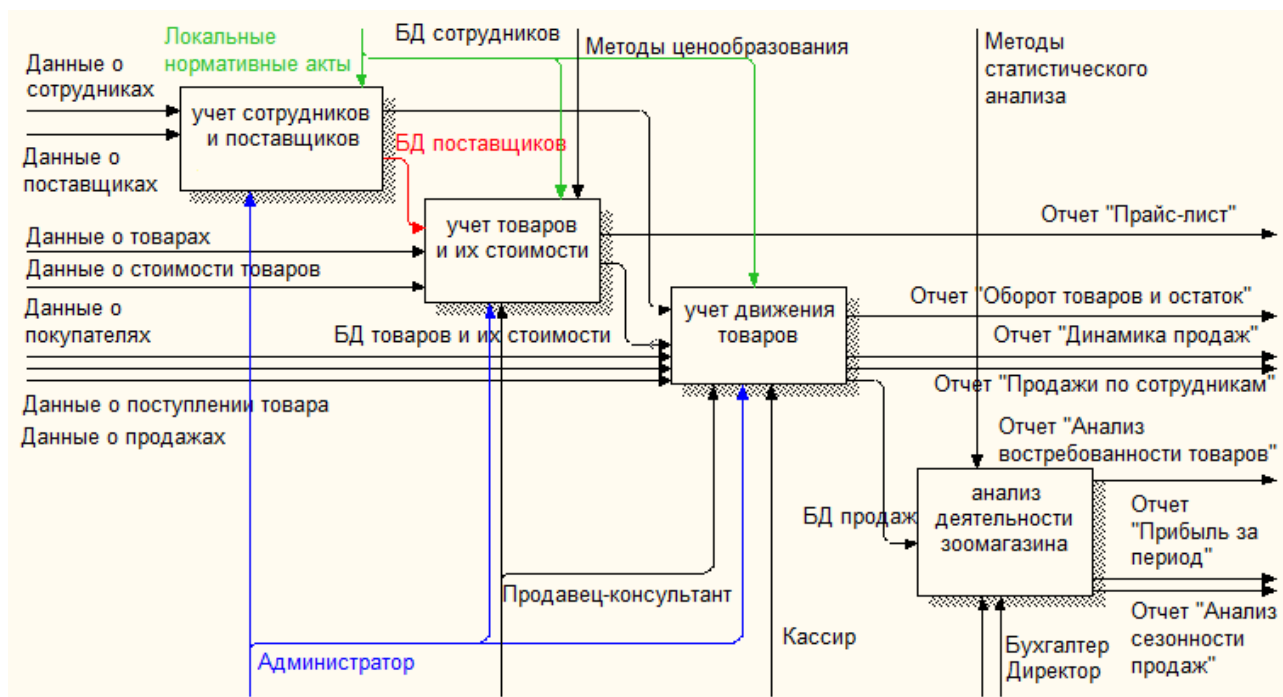 Локальные
нормативные акты
БД сотрудников
Методы ценообразования
Методы
статистического
анализа
Данные о
сотрудниках
учет сотрудников
и поставщиков
БД поставщиков
Данные о
поставщиках
учет товаров
и их стоимости
Отчет "Прайс-лист"
Данные о товарах
Данные о стоимости товаров
Данные о
покупателях
БД товаров и их стоимости
учет движения
товаров
Отчет "Оборот товаров и остаток"
Отчет "Динамика продаж"
Отчет "Продажи по сотрудникам"
Данные о поступлении товара
Данные о продажах
Отчет "Анализ
востребованности товаров"
БД продаж
анализ
деятельности
зоомагазина
Отчет
"Прибыль за
период"
Продавец-консультант
Отчет "Анализ
сезонности
продаж"
Кассир
Бухгалтер
Директор
Администратор